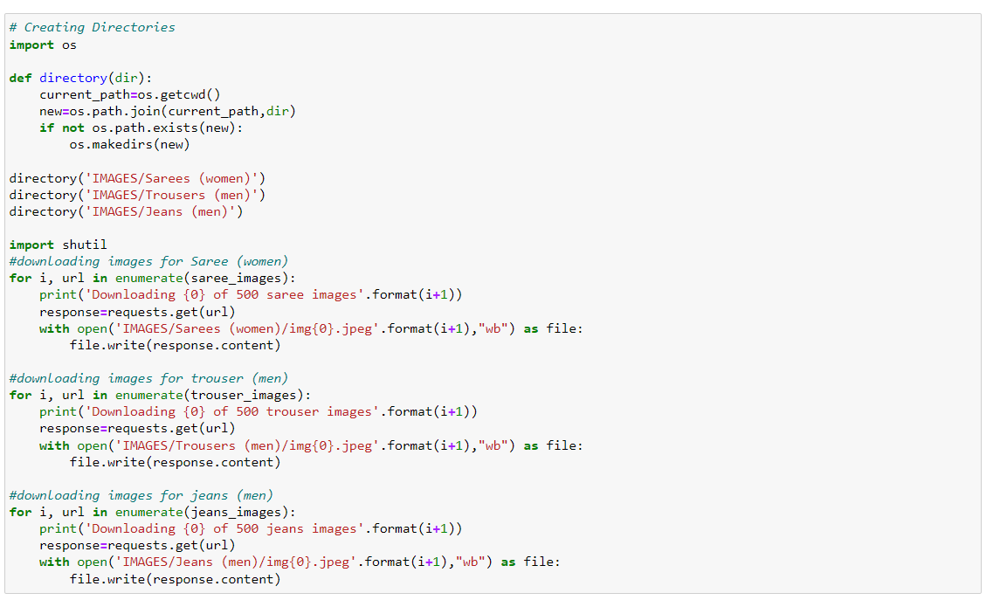 # Creating Directories
import os
def directory(dir):
    current_path=os.getcwd()
    new=os.path.join(current_path,dir)
    if not os.path.exists(new):
        os.makedirs(new)
directory('IMAGES/Sarees (women)')
directory('IMAGES/Trousers (men)')
directory('IMAGES/Jeans (men)')
import shutil
#downloading images for Saree (women)
for i, url in enumerate(saree_images):
    print('Downloading {0} of 500 saree images'.format(i+1))
    response=requests.get(url)
    with open('IMAGES/Sarees (women)/img{0}.jpeg'.format(i+1),"wb") as file:
        file.write(response.content)
#downloading images for trouser (men)
for i, url in enumerate(trouser_images):
    print('Downloading {0} of 500 trouser images'.format(i+1))
    response=requests.get(url)
    with open('IMAGES/Trousers (men)/img{0}.jpeg'.format(i+1),"wb") as file:
        file.write(response.content)
#downloading images for jeans (men)
for i, url in enumerate(jeans_images):
    print('Downloading {0} of 500 jeans images'.format(i+1))
    response=requests.get(url)
    with open('IMAGES/Jeans (men)/img{0}.jpeg'.format(i+1),"wb") as file:
        file.write(response.content)